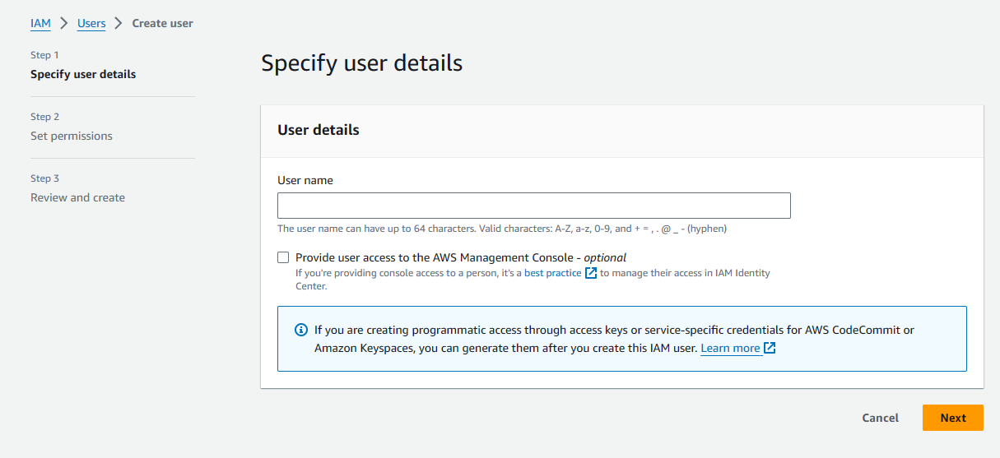 IAM > Users > Create user
Step 1
Specify user details
Step 2
Set permissions
Step 3
Review and create
Specify user details
User details
User name
The user name can have up to 64 characters. Valid characters: A-Z, a-z, 0-9, and + = , . @ _ - (hyphen)
Provide user access to the AWS Management Console - optional
If you're providing console access to a person, it's a best practice to manage their access in IAM Identity
Center.
If you are creating programmatic access through access keys or service-specific credentials for AWS CodeCommit or
Amazon Keyspaces, you can generate them after you create this IAM user. Learn more
Cancel
Next